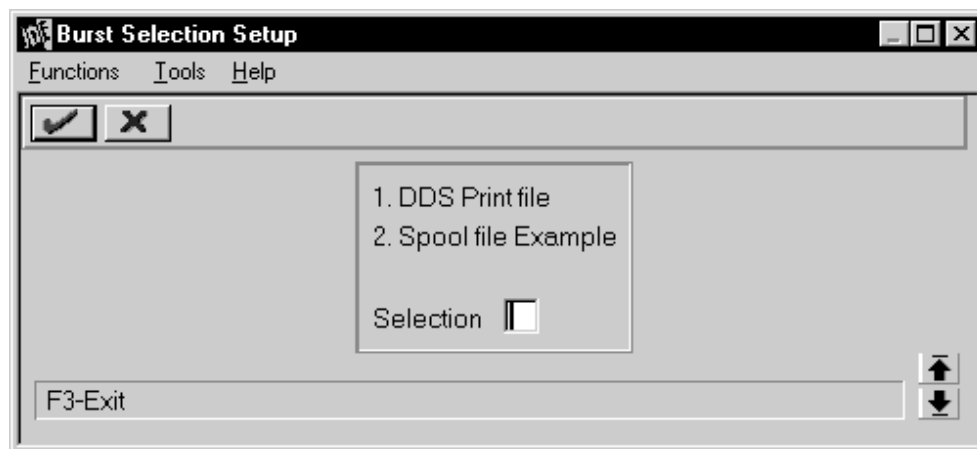 Burst Selection Setup
Functions Tools Help
1. DDS Print file
2. Spool file Example
Selection
F3-Exit